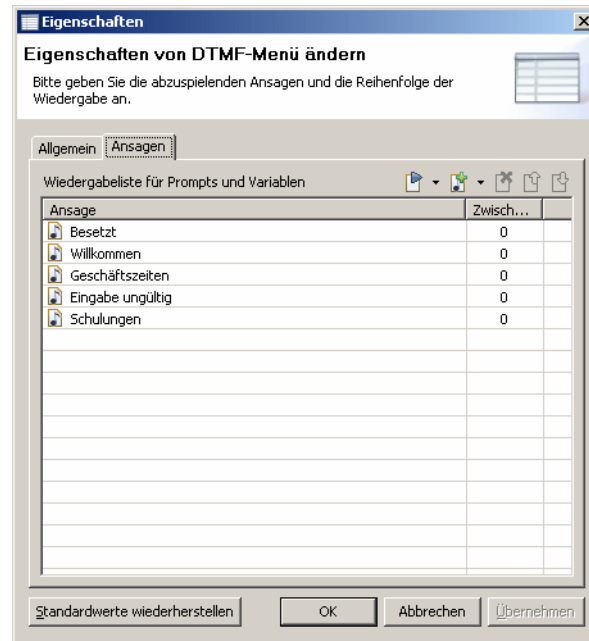 Eigenschaften
Eigenschaften von DTMF-Menü ändern
Bitte geben Sie die abzuspielenden Ansagen und die Reihenfolge der
Wiedergabe an.
Allgemein Ansagen
Wiedergabeliste für Prompts und Variablen
Ansage Zwisch...
Besetzt 0
Willkommen 0
Geschäftszeiten 0
Eingabe ungültig 0
Schulungen 0
Standardwerte wiederherstellen OK Abbrechen Übernehmen